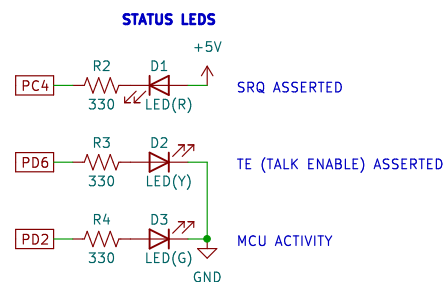 STATUS LEDS
+5V
R2 D1
PC4
330 LED(R)
SRQ ASSERTED
R3 D2
PD6
330 LED(Y)
TE (TALK ENABLE) ASSERTED
R4 D3
PD2
330 LED(G)
MCU ACTIVITY
GND